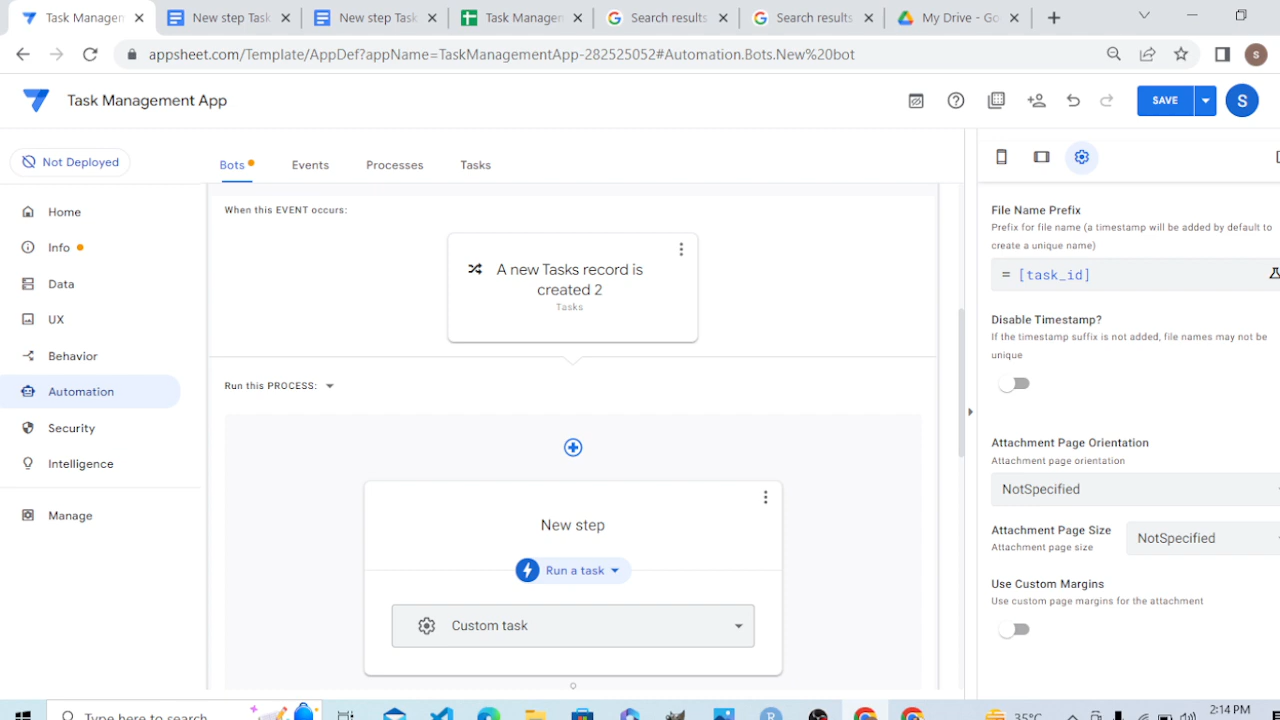 Task Managen
New step Task
New step Task
Task Managen
Search results
Search results
My Drive - Go
appsheet.com/Template/AppDef?appName=TaskManagementApp-282525052#Automation.Bots.New%20bot
S
Task Management App
SAVE
S
Not Deployed
Bots
Events
Processes
Tasks
Home
Info
Data
UX
Behavior
Automation
Security
Intelligence
Manage
When this EVENT occurs:
A new Tasks record is
created 2
Tasks
Run this PROCESS:
New step
Run a task
Custom task
File Name Prefix
Prefix for file name (a timestamp will be added by default to
create a unique name)
= [task_id]
Disable Timestamp?
If the timestamp suffix is not added, file names may not be
unique
Attachment Page Orientation
Attachment page orientation
NotSpecified
Attachment Page Size
Attachment page size
NotSpecified
Use Custom Margins
Use custom page margins for the attachment
Type here to search
35°C
2:14 PM